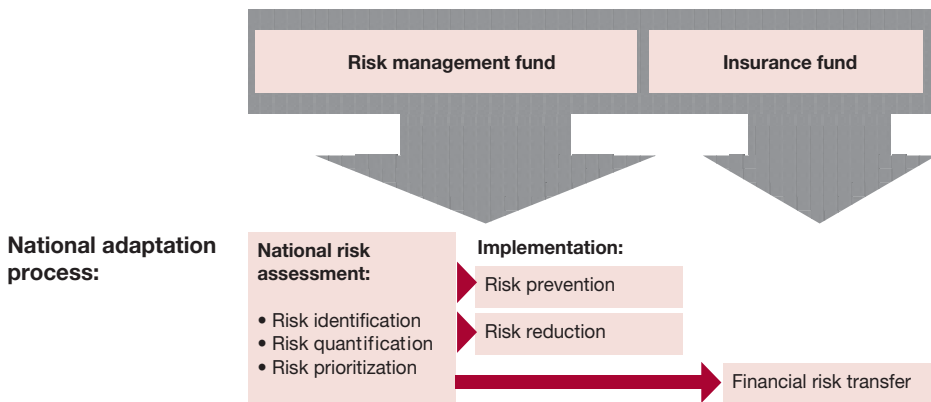 Risk management fund
Insurance fund
National adaptation
process:
National risk
assessment:
• Risk identification
• Risk quantification
• Risk prioritization
Implementation:
Risk prevention
Risk reduction
Financial risk transfer